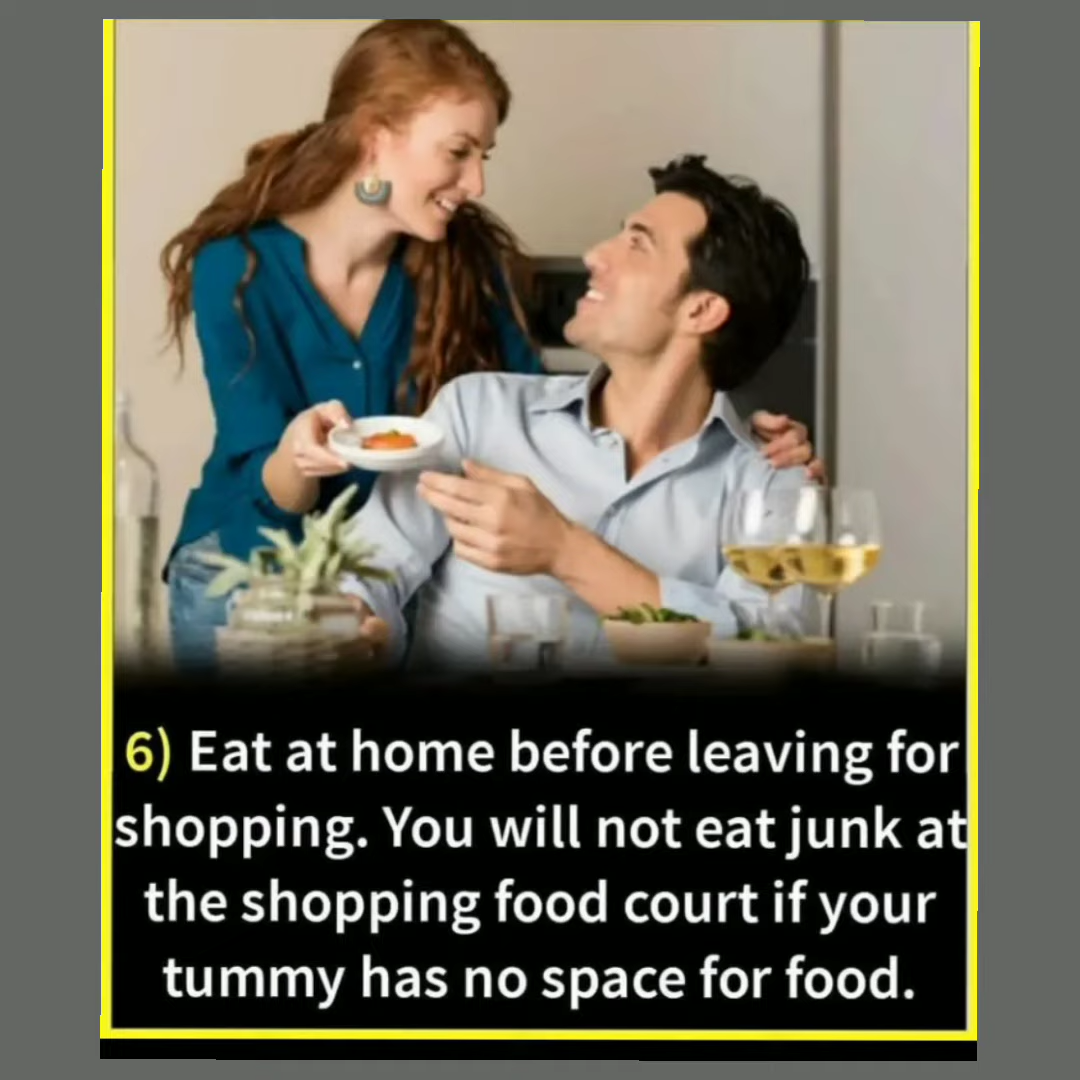 6) Eat at home before leaving for
shopping. You will not eat junk at
the shopping food court if your
tummy has no space for food.